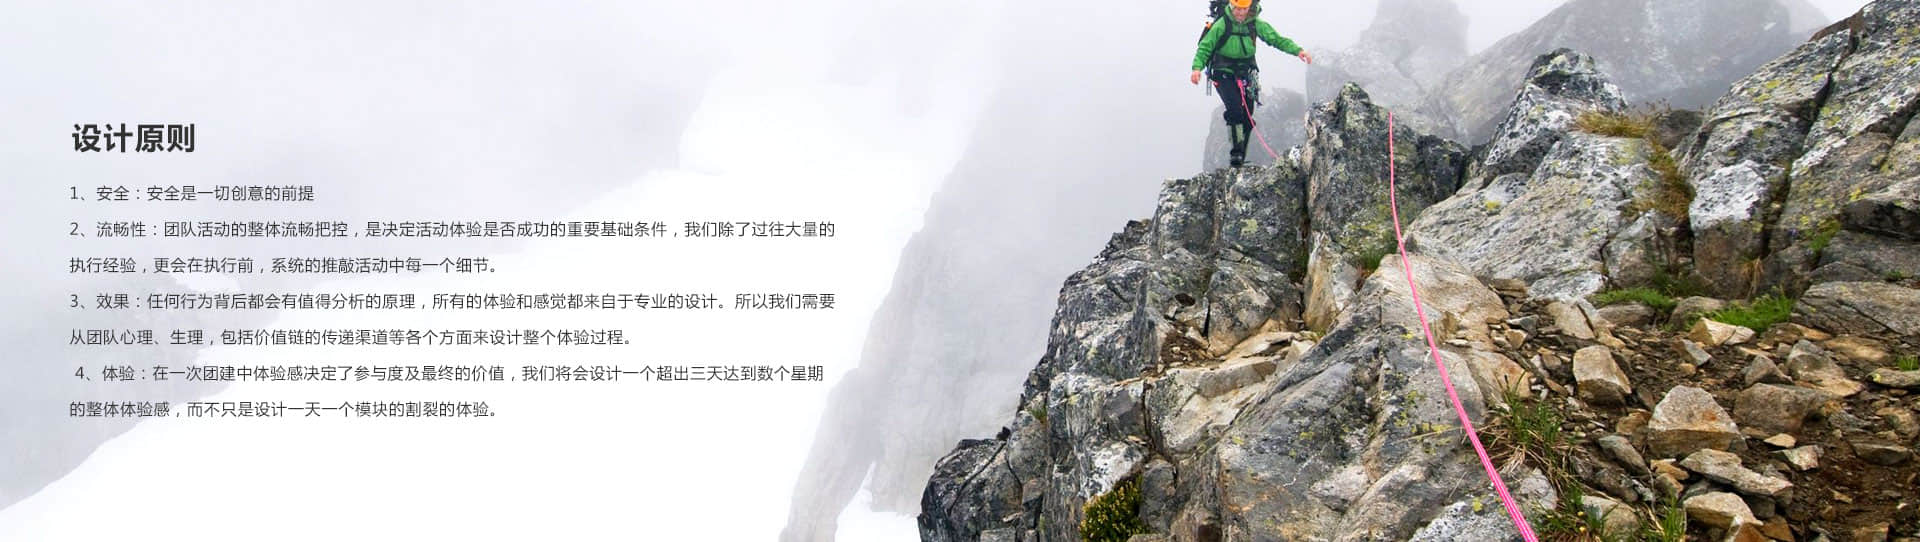 设计原则
1、安全：安全是一切创意的前提
2、流畅性：团队活动的整体流畅把控，是决定活动体验是否成功的重要基础条件，我们除了过往大量的
执行经验，更会在执行前，系统的推敲活动中每一个细节。
3、效果：任何行为背后都会有值得分析的原理，所有的体验和感觉都来自于专业的设计。所以我们需要
从团队心理、生理，包括价值链的传递渠道等各个方面来设计整个体验过程。
4、体验：在一次团建中体验感决定了参与度及最终的价值，我们将会设计一个超出三天达到数个星期
的整体体验感，而不只是设计一天一个模块的割裂的体验。